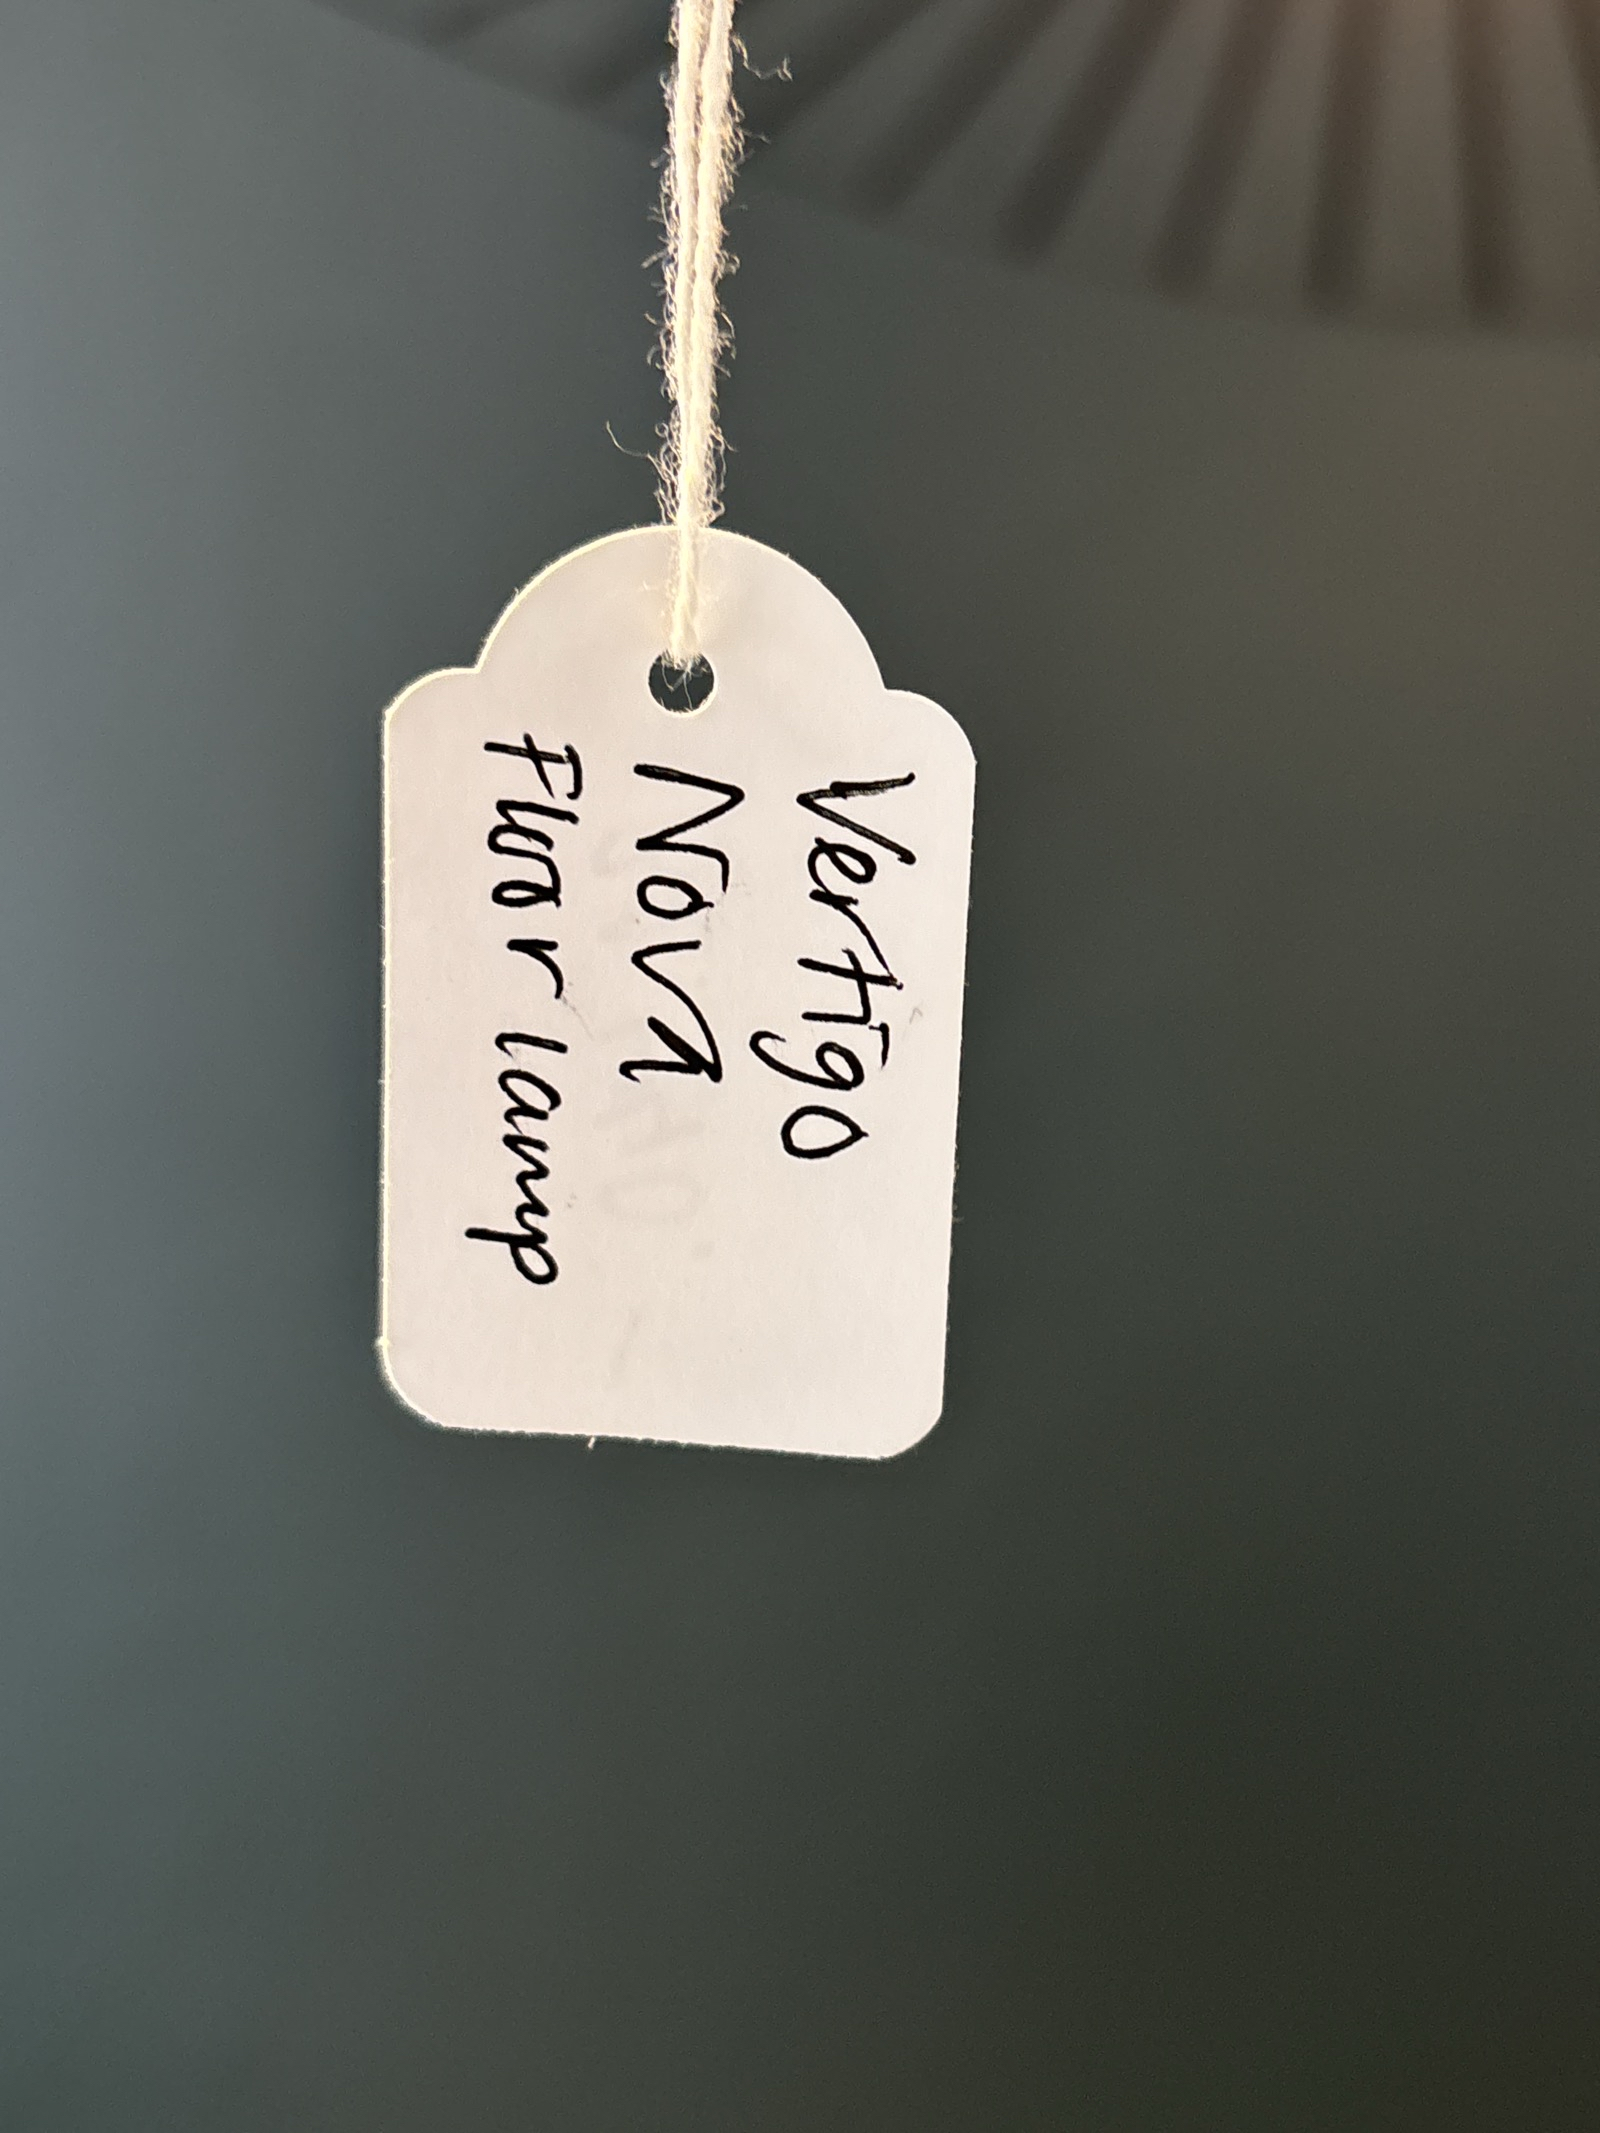 Vertigo
Nova
Floor lamp